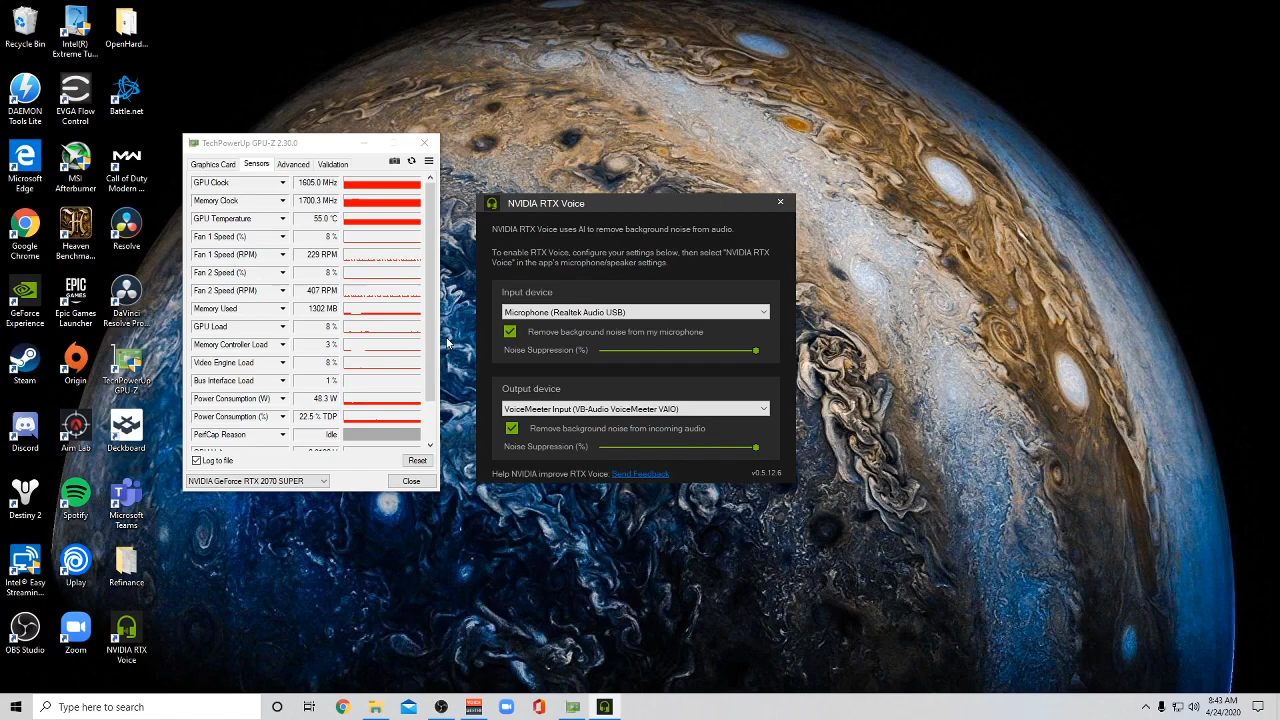 Recycle Bin
Intel(R)
Extreme Tu...
OpenHard...
DAEMON
Tools Lite
EVGA Flow
Control
Battle.net
Microsoft
Edge
MSI
Afterburner
Call of Duty
Modern ...
Google
Chrome
Heaven
Benchma...
DaVinci
Resolve
GeForce
Experience
EPIC
GAMES
Epic Games
Launcher
DaVinci
Resolve Pro...
Steam
Origin
TechPowerUp
GPU-Z
Discord
Aim Lab
Deckboard
Destiny 2
Spotify
Microsoft
Teams
Intel® Easy
Streamin...
Uplay
Refinance
OBS Studio
Zoom
NVIDIA RTX
Voice
TechPowerUp GPU-Z 2.30.0
Graphics Card Sensors Advanced Validation
GPU Clock 1605.0 MHz
Memory Clock 1700.3 MHz
GPU Temperature 55.0 °C
Fan 1 Speed (%) 8 %
Fan 1 Speed (RPM) 229 RPM
Fan 2 Speed (%) 8 %
Fan 2 Speed (RPM) 407 RPM
Memory Used 1302 MB
GPU Load 8 %
Memory Controller Load 3 %
Video Engine Load 8 %
Bus Interface Load 1 %
Power Consumption (W) 48.3 W
Power Consumption (%) 22.5 % TDP
PerfCap Reason Idle
Log to file Reset
NVIDIA GeForce RTX 2070 SUPER Close
NVIDIA RTX Voice
NVIDIA RTX Voice uses AI to remove background noise from audio.
To enable RTX Voice, configure your settings below, then select "NVIDIA RTX
Voice" in the app's microphone/speaker settings.
Input device
Microphone (Realtek Audio USB)
Remove background noise from my microphone
Noise Suppression (%)
Output device
VoiceMeeter Input (VB-Audio VoiceMeeter VAIO)
Remove background noise from incoming audio
Noise Suppression (%)
Help NVIDIA improve RTX Voice: Send Feedback v0.5.12.6
Type here to search
8:43 AM
4/24/2020